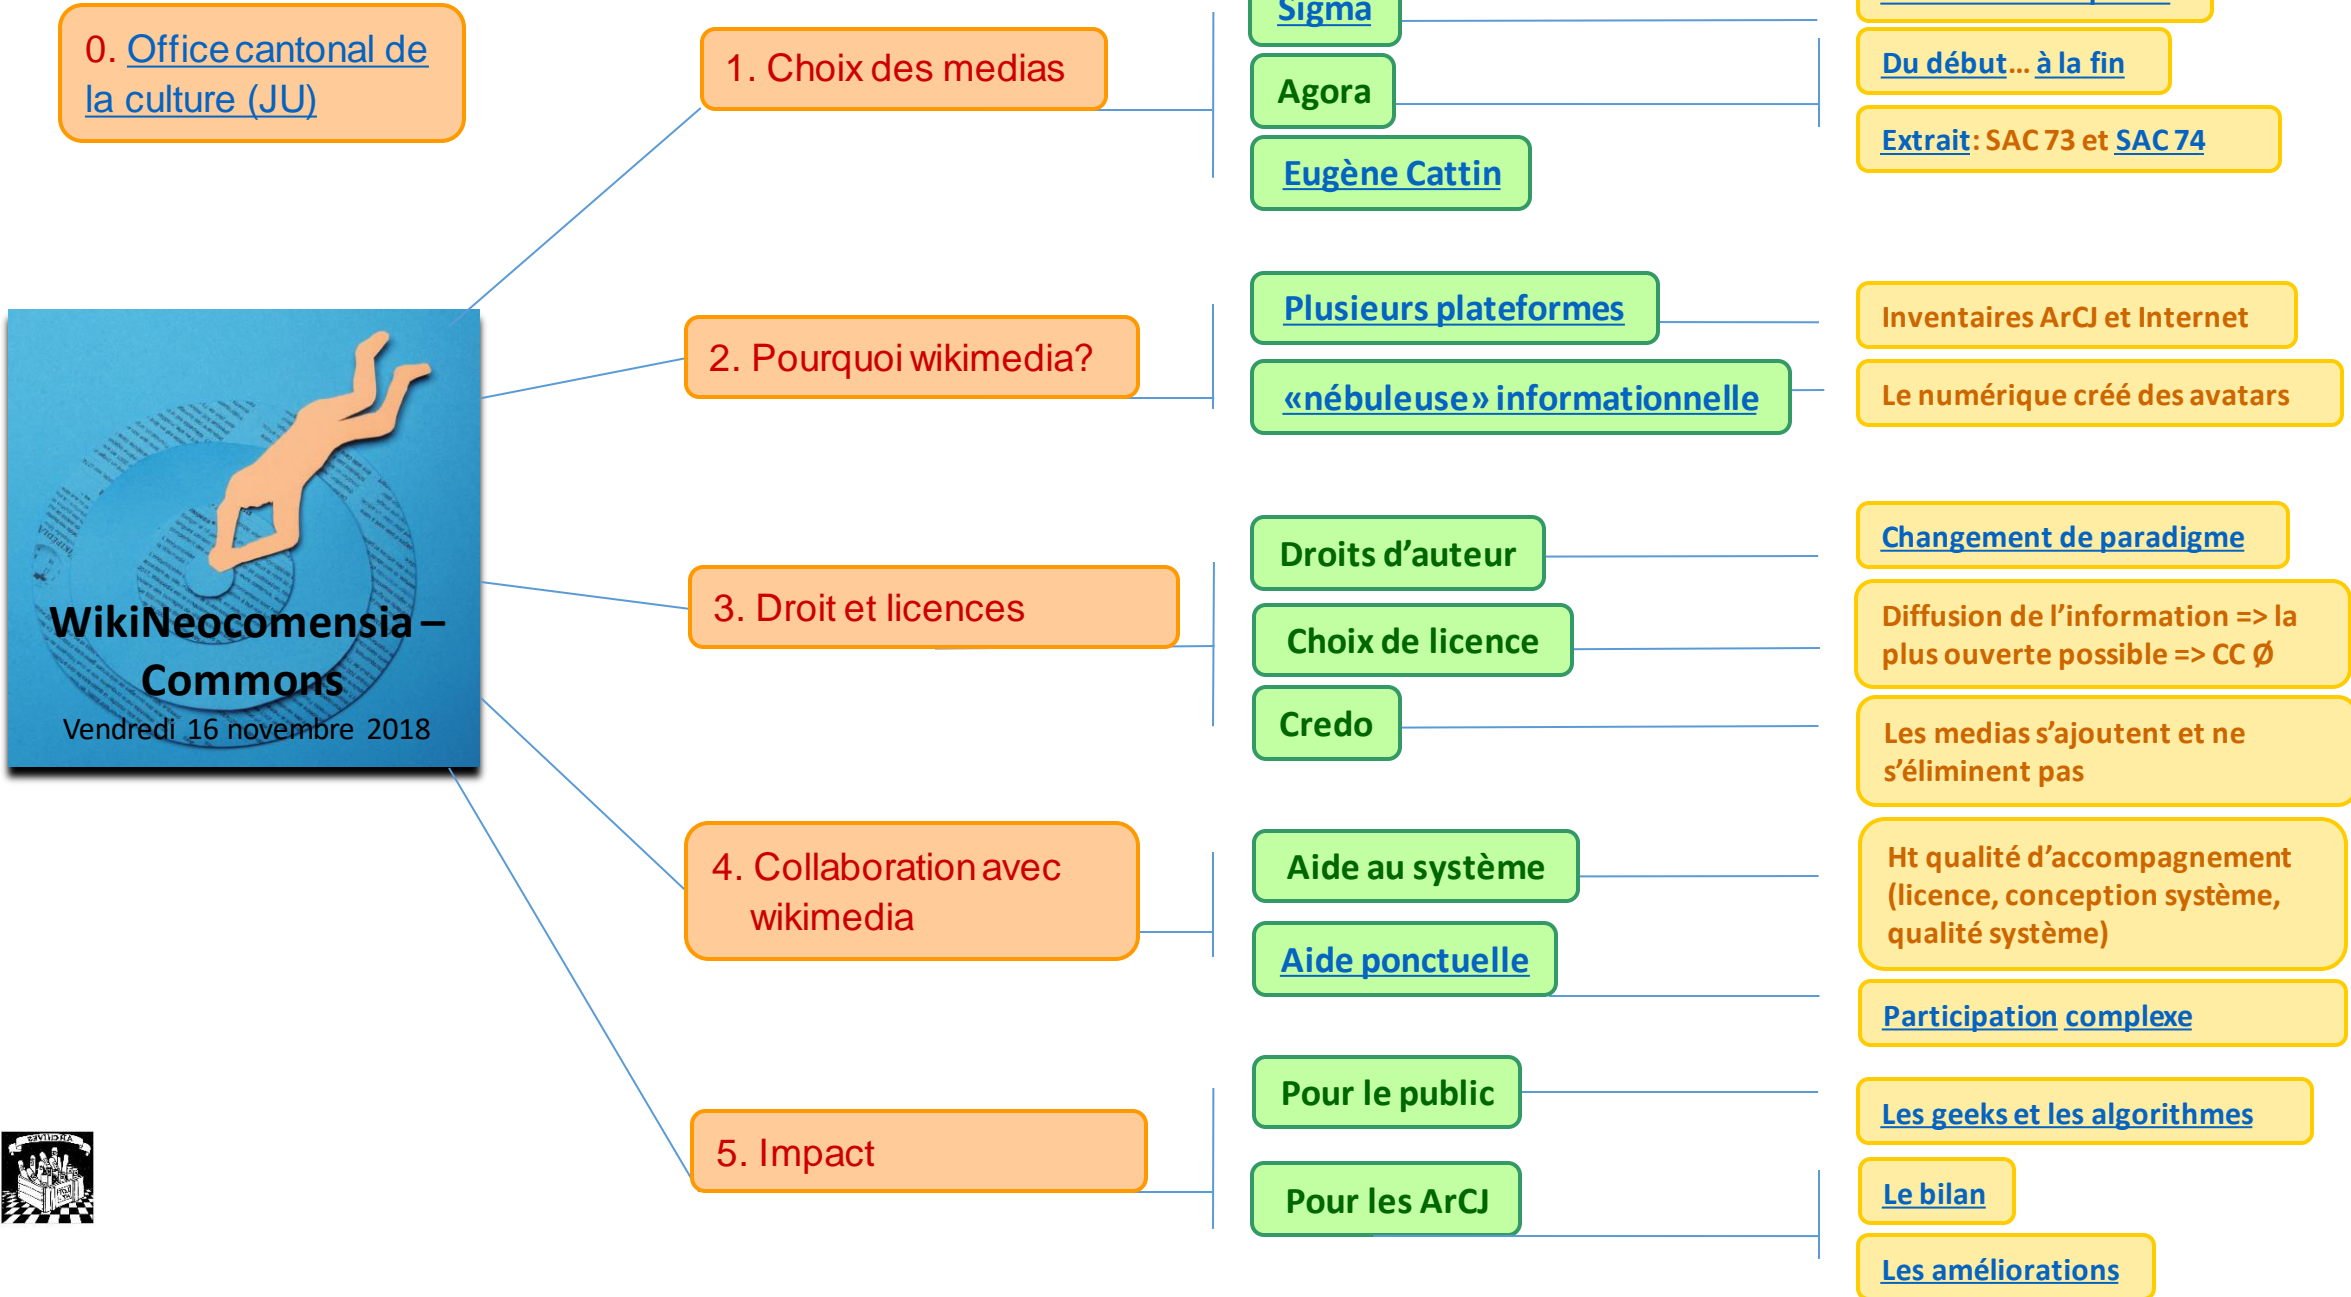 0. Office cantonal de
la culture (JU)
WikiNeocomensia –
Commons
Vendredi 16 novembre 2018
ARCHIVES
1. Choix des medias
Sigma
Agora
Du début... à la fin
Extrait: SAC 73 et SAC 74
Eugène Cattin
2. Pourquoi wikimedia?
Plusieurs plateformes
Inventaires ArCJ et Internet
«nébuleuse» informationnelle
Le numérique créé des avatars
3. Droit et licences
Droits d’auteur
Changement de paradigme
Choix de licence
Diffusion de l’information => la
plus ouverte possible => CC Ø
Credo
Les medias s’ajoutent et ne
s’éliminent pas
4. Collaboration avec
wikimedia
Aide au système
Ht qualité d’accompagnement
(licence, conception système,
qualité système)
Aide ponctuelle
Participation complexe
5. Impact
Pour le public
Les geeks et les algorithmes
Pour les ArCJ
Le bilan
Les améliorations